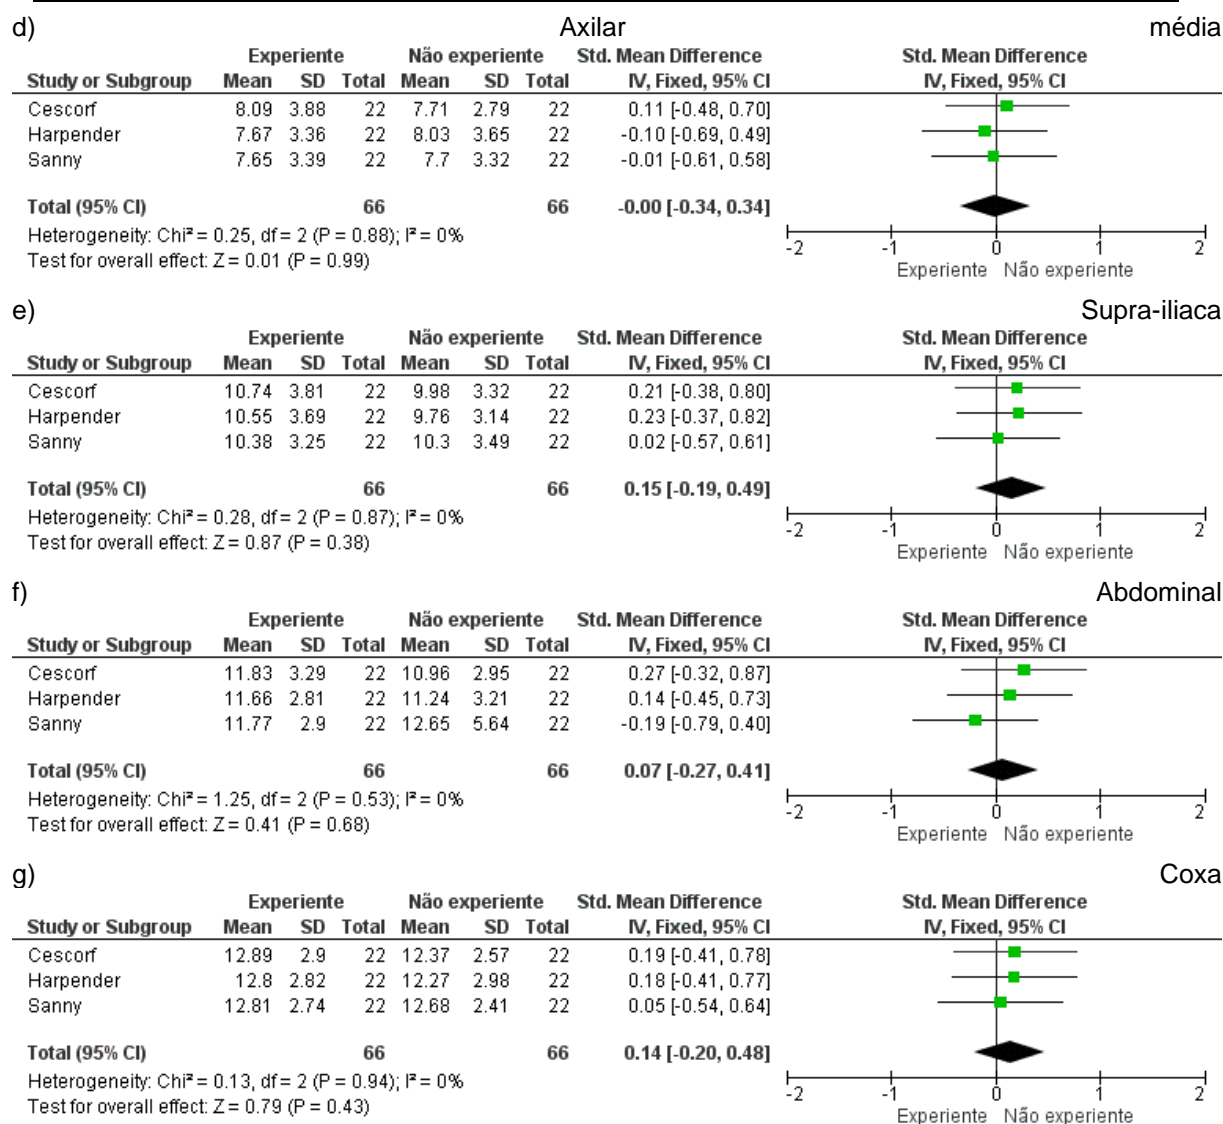 d) Axilar média
Experiente Não experiente Std. Mean Difference Std. Mean Difference
Study or Subgroup Mean SD Total Mean SD Total IV, Fixed, 95% CI IV, Fixed, 95% CI
Cescorf 8.09 3.88 22 7.71 2.79 22 0.11 [-0.48, 0.70]
Harpender 7.67 3.36 22 8.03 3.65 22 -0.10 [-0.69, 0.49]
Sanny 7.65 3.39 22 7.7 3.32 22 -0.01 [-0.61, 0.58]
Total (95% CI) 66 66 -0.00 [-0.34, 0.34]
Heterogeneity: Chi² = 0.25, df = 2 (P = 0.88); I² = 0%
Test for overall effect: Z = 0.01 (P = 0.99)
-2 -1 0 1 2
Experiente Não experiente
e) Supra-iliaca
Experiente Não experiente Std. Mean Difference Std. Mean Difference
Study or Subgroup Mean SD Total Mean SD Total IV, Fixed, 95% CI IV, Fixed, 95% CI
Cescorf 10.74 3.81 22 9.98 3.32 22 0.21 [-0.38, 0.80]
Harpender 10.55 3.69 22 9.76 3.14 22 0.23 [-0.37, 0.82]
Sanny 10.38 3.25 22 10.3 3.49 22 0.02 [-0.57, 0.61]
Total (95% CI) 66 66 0.15 [-0.19, 0.49]
Heterogeneity: Chi² = 0.28, df = 2 (P = 0.87); I² = 0%
Test for overall effect: Z = 0.87 (P = 0.38)
-2 -1 0 1 2
Experiente Não experiente
f) Abdominal
Experiente Não experiente Std. Mean Difference Std. Mean Difference
Study or Subgroup Mean SD Total Mean SD Total IV, Fixed, 95% CI IV, Fixed, 95% CI
Cescorf 11.83 3.29 22 10.96 2.95 22 0.27 [-0.32, 0.87]
Harpender 11.66 2.81 22 11.24 3.21 22 0.14 [-0.45, 0.73]
Sanny 11.77 2.9 22 12.65 5.64 22 -0.19 [-0.79, 0.40]
Total (95% CI) 66 66 0.07 [-0.27, 0.41]
Heterogeneity: Chi² = 1.25, df = 2 (P = 0.53); I² = 0%
Test for overall effect: Z = 0.41 (P = 0.68)
-2 -1 0 1 2
Experiente Não experiente
g) Coxa
Experiente Não experiente Std. Mean Difference Std. Mean Difference
Study or Subgroup Mean SD Total Mean SD Total IV, Fixed, 95% CI IV, Fixed, 95% CI
Cescorf 12.89 2.9 22 12.37 2.57 22 0.19 [-0.41, 0.78]
Harpender 12.8 2.82 22 12.27 2.98 22 0.18 [-0.41, 0.77]
Sanny 12.81 2.74 22 12.68 2.41 22 0.05 [-0.54, 0.64]
Total (95% CI) 66 66 0.14 [-0.20, 0.48]
Heterogeneity: Chi² = 0.13, df = 2 (P = 0.94); I² = 0%
Test for overall effect: Z = 0.79 (P = 0.43)
-2 -1 0 1 2
Experiente Não experiente